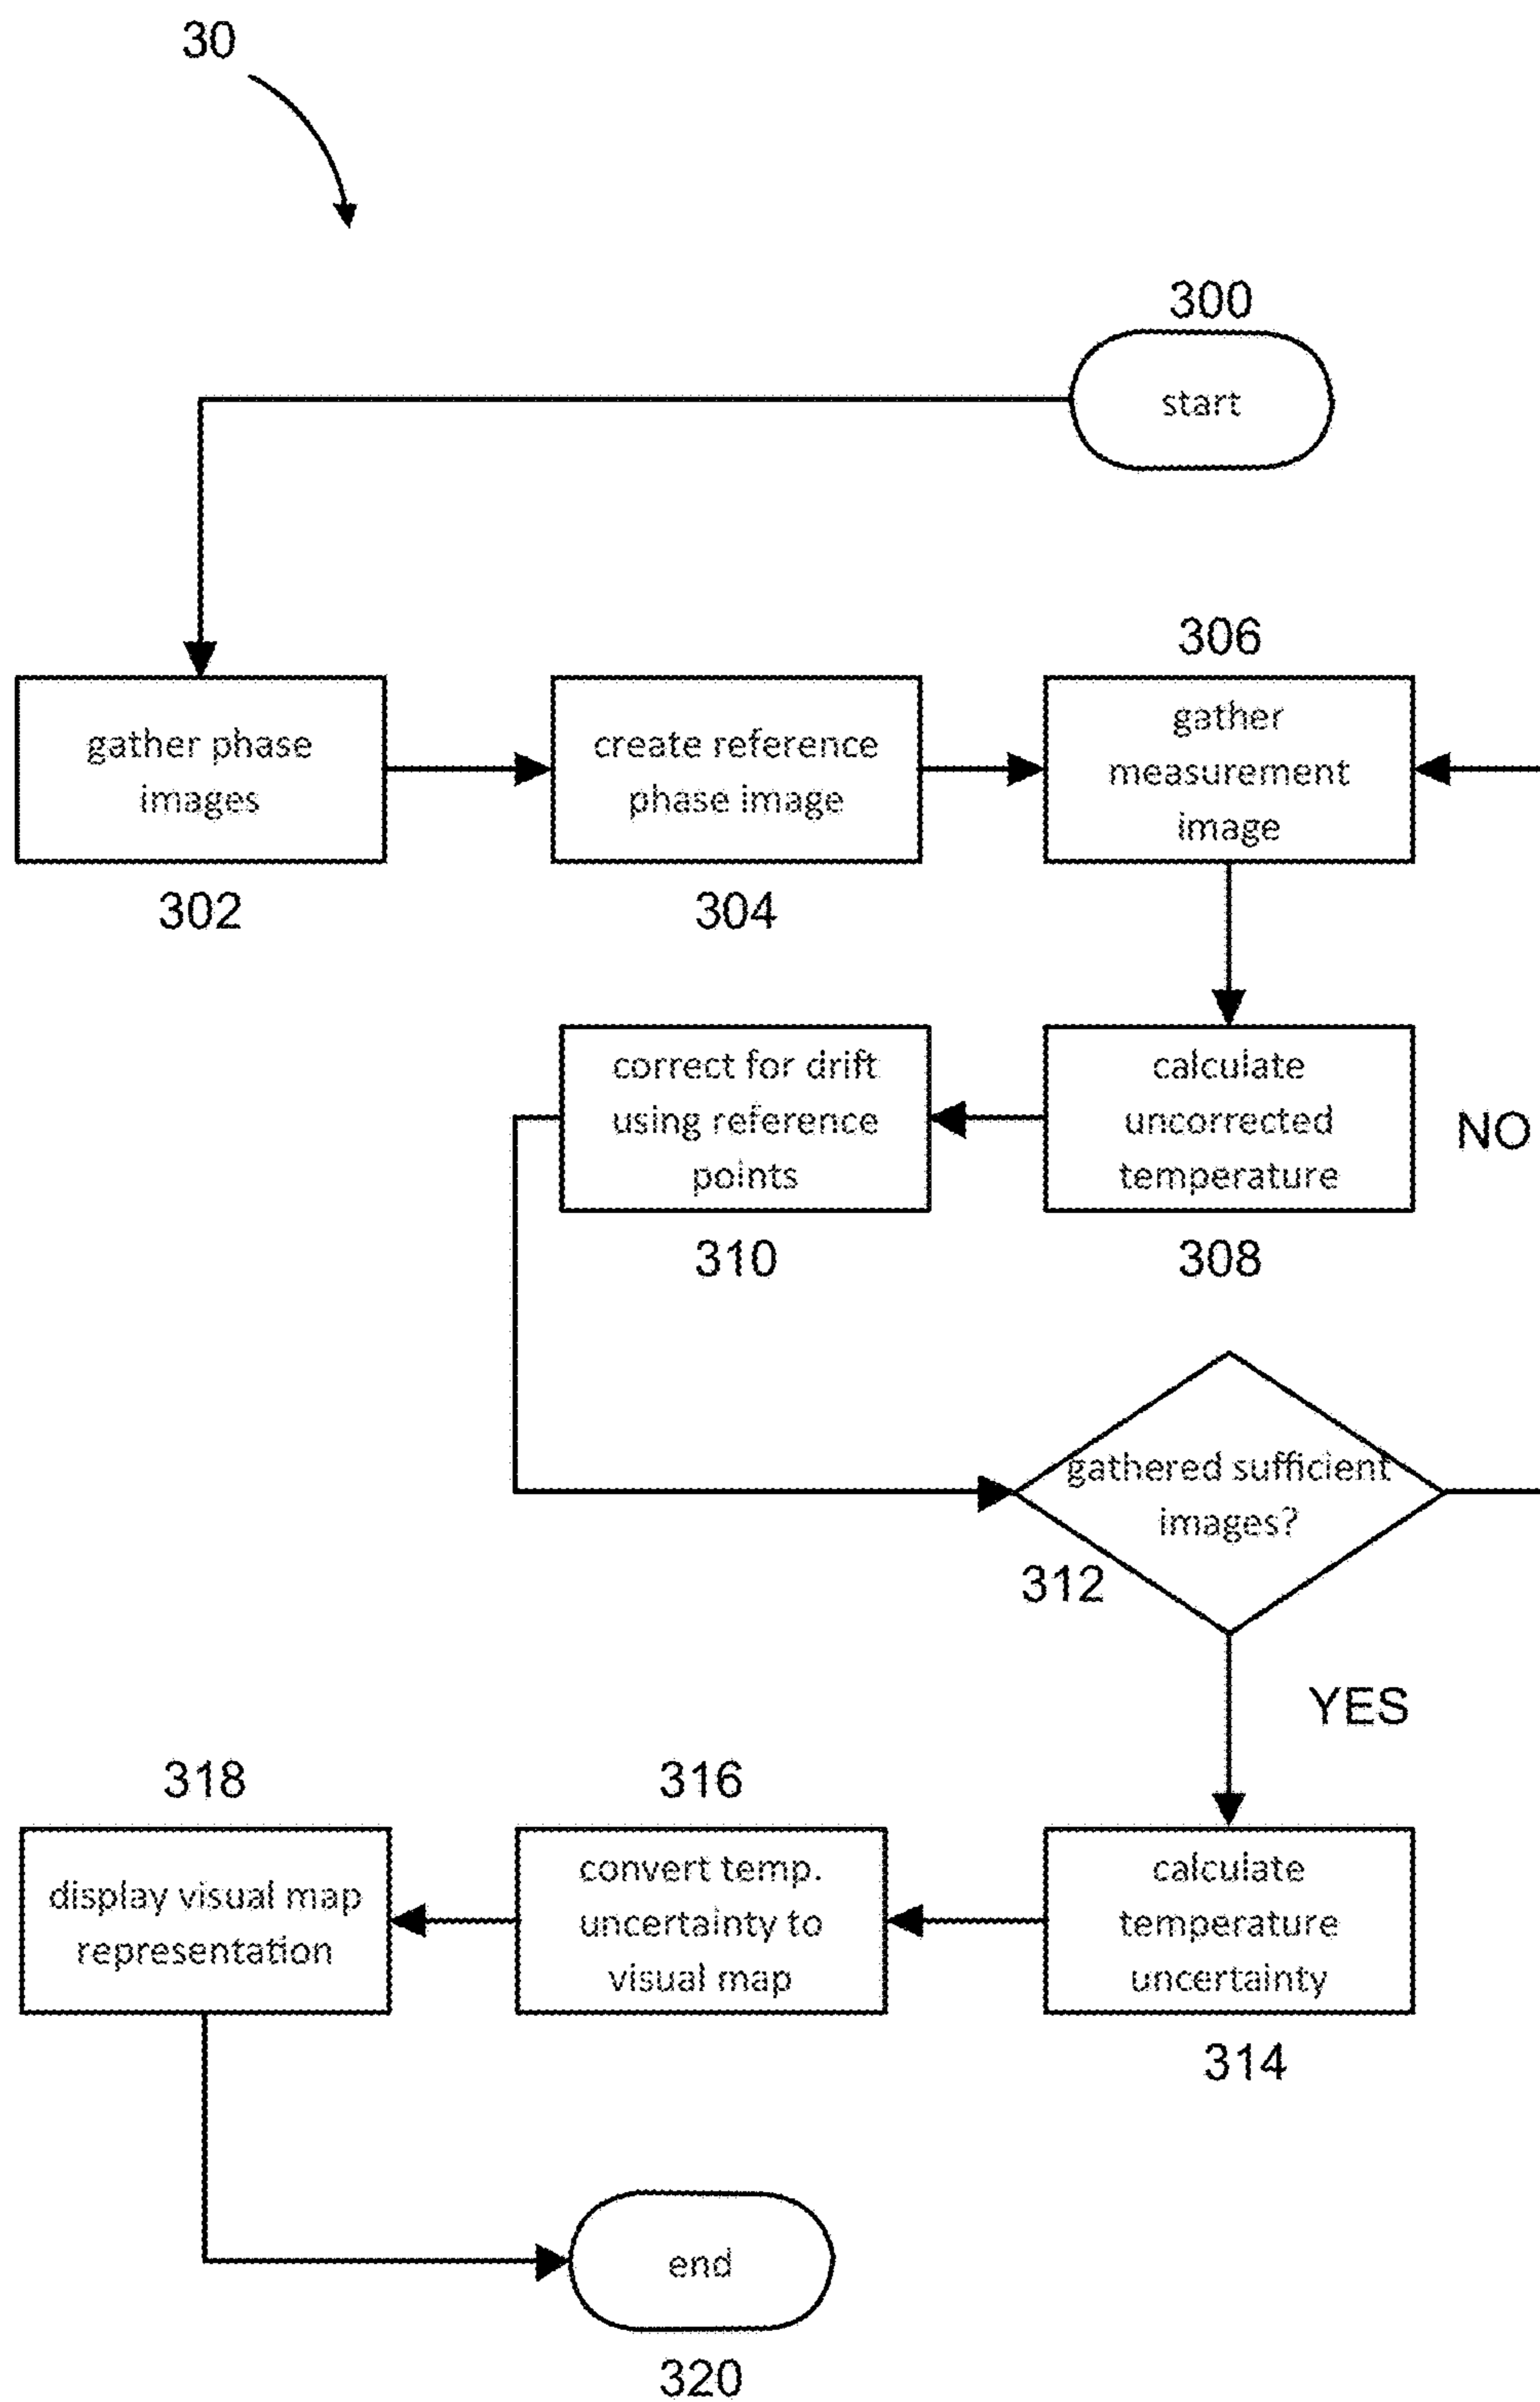 30
300
start
306
gather phase
images
create reference
phase image
gather
measurement
image
302
304
correct for drift
using reference
points
calculate
uncorrected
temperature
NO
310
308
gathered sufficient
images?
312
YES
318
316
display visual map
representation
convert temp.
uncertainty to
visual map
calculate
temperature
uncertainty
314
end
320